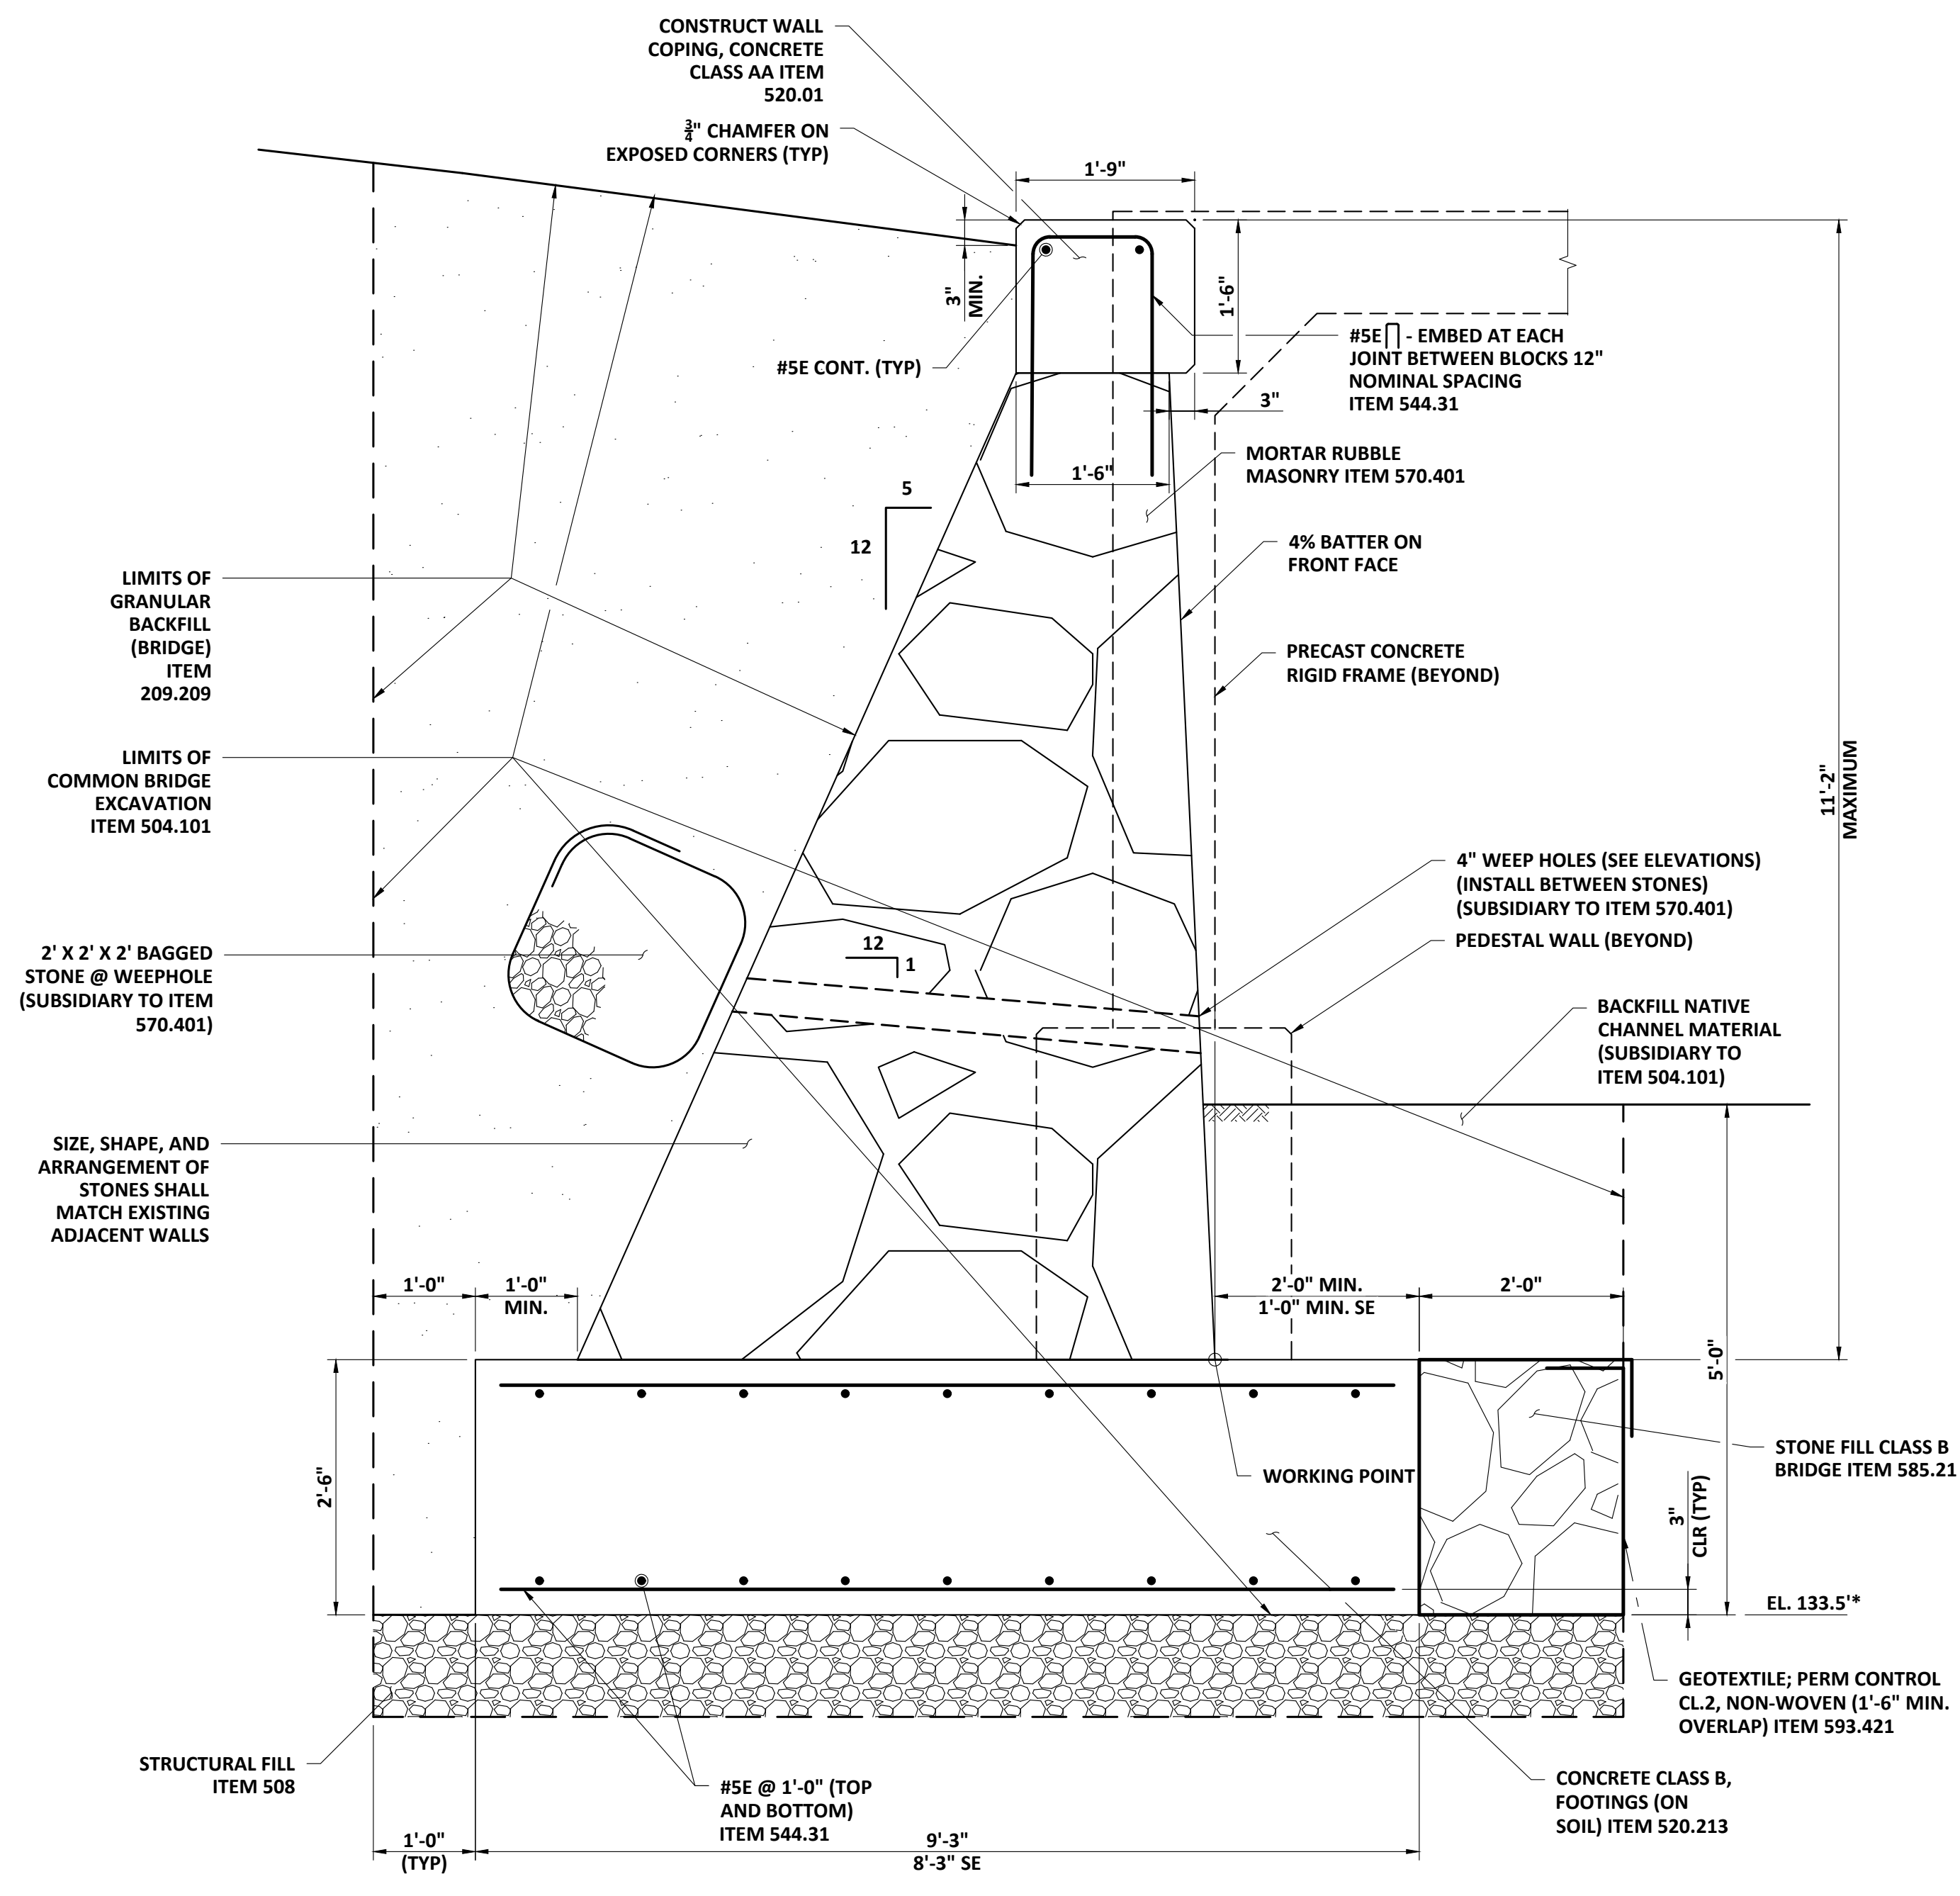 CONSTRUCT WALL
COPING, CONCRETE
CLASS AA ITEM
520.01
3/4" CHAMFER ON
EXPOSED CORNERS (TYP)
1'-9"
3"
MIN.
1'-6"
#5E CONT. (TYP)
#5E - EMBED AT EACH
JOINT BETWEEN BLOCKS 12"
NOMINAL SPACING
ITEM 544.31
3"
1'-6"
MORTAR RUBBLE
MASONRY ITEM 570.401
5
12
4% BATTER ON
FRONT FACE
LIMITS OF
GRANULAR
BACKFILL
(BRIDGE)
ITEM
209.209
PRECAST CONCRETE
RIGID FRAME (BEYOND)
LIMITS OF
COMMON BRIDGE
EXCAVATION
ITEM 504.101
11'-2"
MAXIMUM
4" WEEP HOLES (SEE ELEVATIONS)
(INSTALL BETWEEN STONES)
(SUBSIDIARY TO ITEM 570.401)
PEDESTAL WALL (BEYOND)
2' X 2' X 2' BAGGED
STONE @ WEEPHOLE
(SUBSIDIARY TO ITEM
570.401)
12
1
BACKFILL NATIVE
CHANNEL MATERIAL
(SUBSIDIARY TO
ITEM 504.101)
SIZE, SHAPE, AND
ARRANGEMENT OF
STONES SHALL
MATCH EXISTING
ADJACENT WALLS
1'-0"
1'-0"
MIN.
2'-0" MIN.
1'-0" MIN. SE
2'-0"
5'-0"
2'-6"
WORKING POINT
STONE FILL CLASS B
BRIDGE ITEM 585.21
3"
CLR (TYP)
EL. 133.5'*
GEOTEXTILE; PERM CONTROL
CL.2, NON-WOVEN (1'-6" MIN.
OVERLAP) ITEM 593.421
STRUCTURAL FILL
ITEM 508
#5E @ 1'-0" (TOP
AND BOTTOM)
ITEM 544.31
CONCRETE CLASS B,
FOOTINGS (ON
SOIL) ITEM 520.213
1'-0"
(TYP)
9'-3"
8'-3" SE